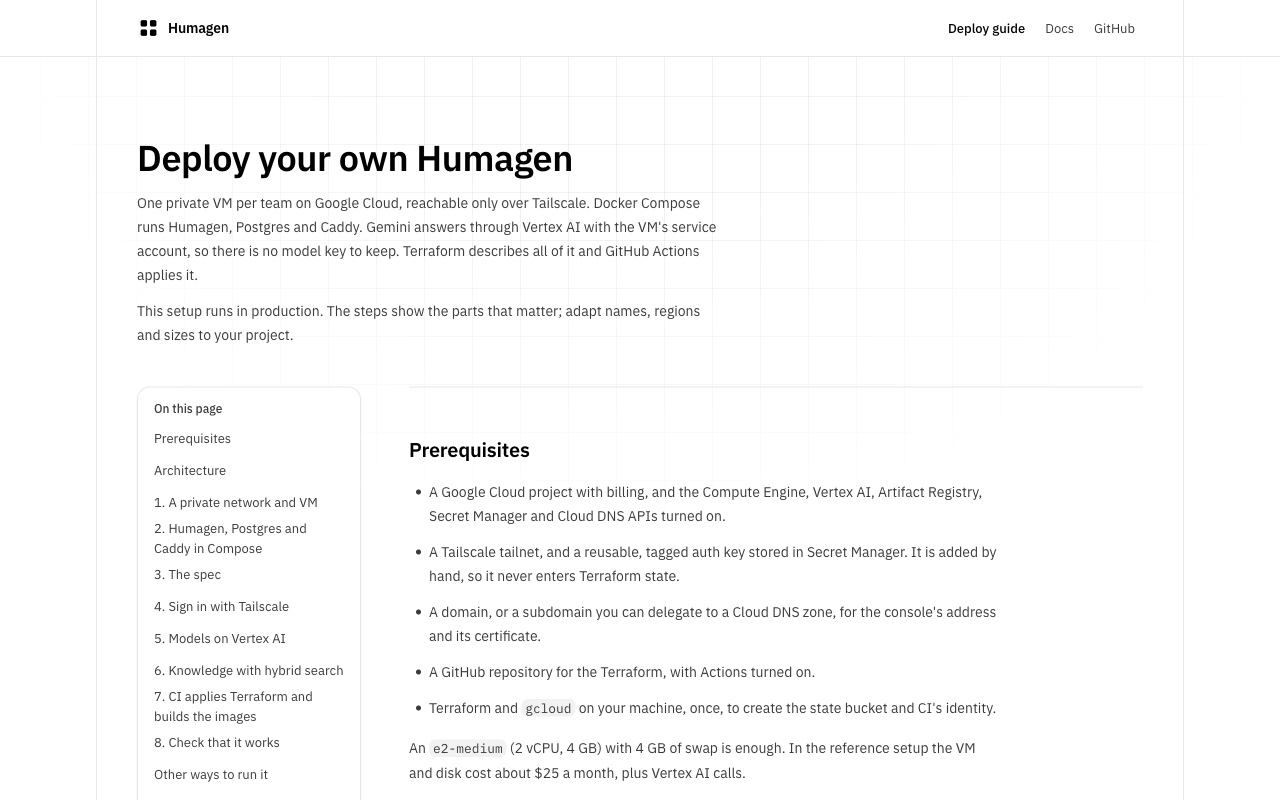 Humagen
Deploy guide
Docs
GitHub
Deploy your own Humagen
One private VM per team on Google Cloud, reachable only over Tailscale. Docker Compose
runs Humagen, Postgres and Caddy. Gemini answers through Vertex AI with the VM's service
account, so there is no model key to keep. Terraform describes all of it and GitHub Actions
applies it.
This setup runs in production. The steps show the parts that matter; adapt names, regions
and sizes to your project.
On this page
Prerequisites
Architecture
1. A private network and VM
2. Humagen, Postgres and
Caddy in Compose
3. The spec
4. Sign in with Tailscale
5. Models on Vertex AI
6. Knowledge with hybrid search
7. CI applies Terraform and
builds the images
8. Check that it works
Other ways to run it
Prerequisites
• A Google Cloud project with billing, and the Compute Engine, Vertex AI, Artifact Registry,
Secret Manager and Cloud DNS APIs turned on.
• A Tailscale tailnet, and a reusable, tagged auth key stored in Secret Manager. It is added by
hand, so it never enters Terraform state.
• A domain, or a subdomain you can delegate to a Cloud DNS zone, for the console's address
and its certificate.
• A GitHub repository for the Terraform, with Actions turned on.
• Terraform and gcloud on your machine, once, to create the state bucket and CI's identity.
An e2-medium (2 vCPU, 4 GB) with 4 GB of swap is enough. In the reference setup the VM
and disk cost about $25 a month, plus Vertex AI calls.